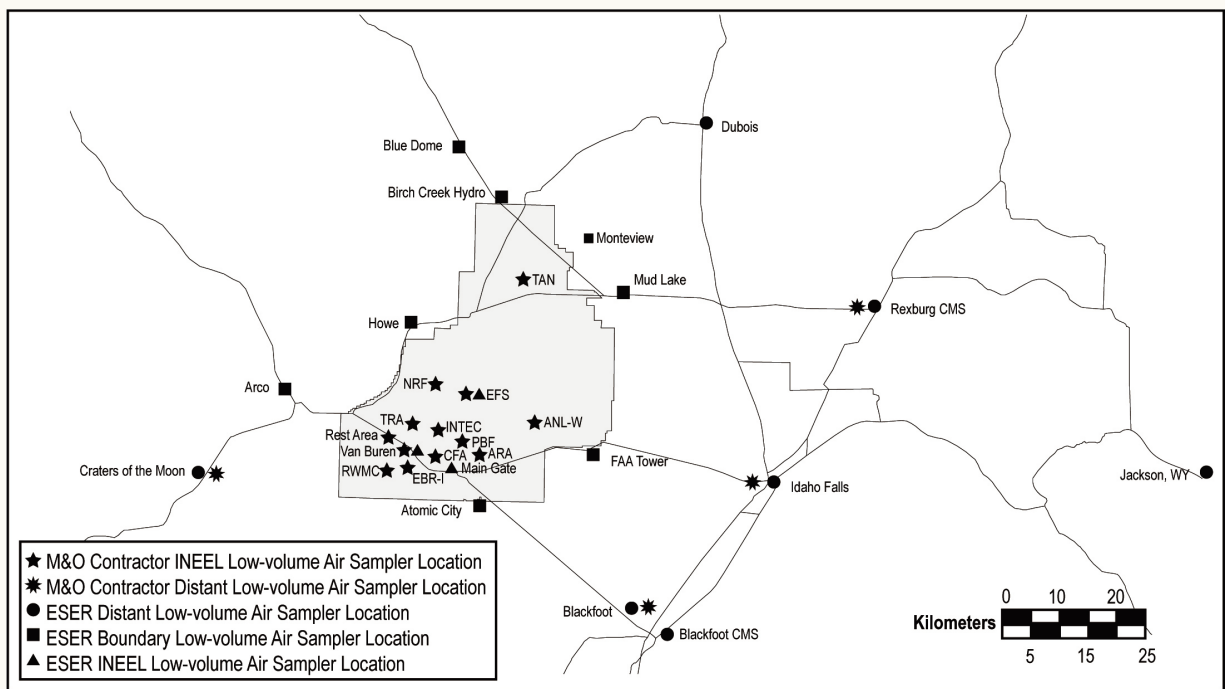 Dubois
Blue Dome
Birch Creek Hydro
Monteview
TAN
Mud Lake
Rexburg CMS
Howe
NRF
Arco
EFS
TRA
INTEC
ANL-W
Rest Area
PBF
Van Buren
CFA
ARA
FAA Tower
Main Gate
RWMC
EBR-I
Craters of the Moon
Jackson, WY
Idaho Falls
Atomic City
M&O Contractor INEEL Low-volume Air Sampler Location
M&O Contractor Distant Low-volume Air Sampler Location
ESER Distant Low-volume Air Sampler Location
ESER Boundary Low-volume Air Sampler Location
ESER INEEL Low-volume Air Sampler Location
Blackfoot
Blackfoot CMS
0 10 20
Kilometers
5 15 25